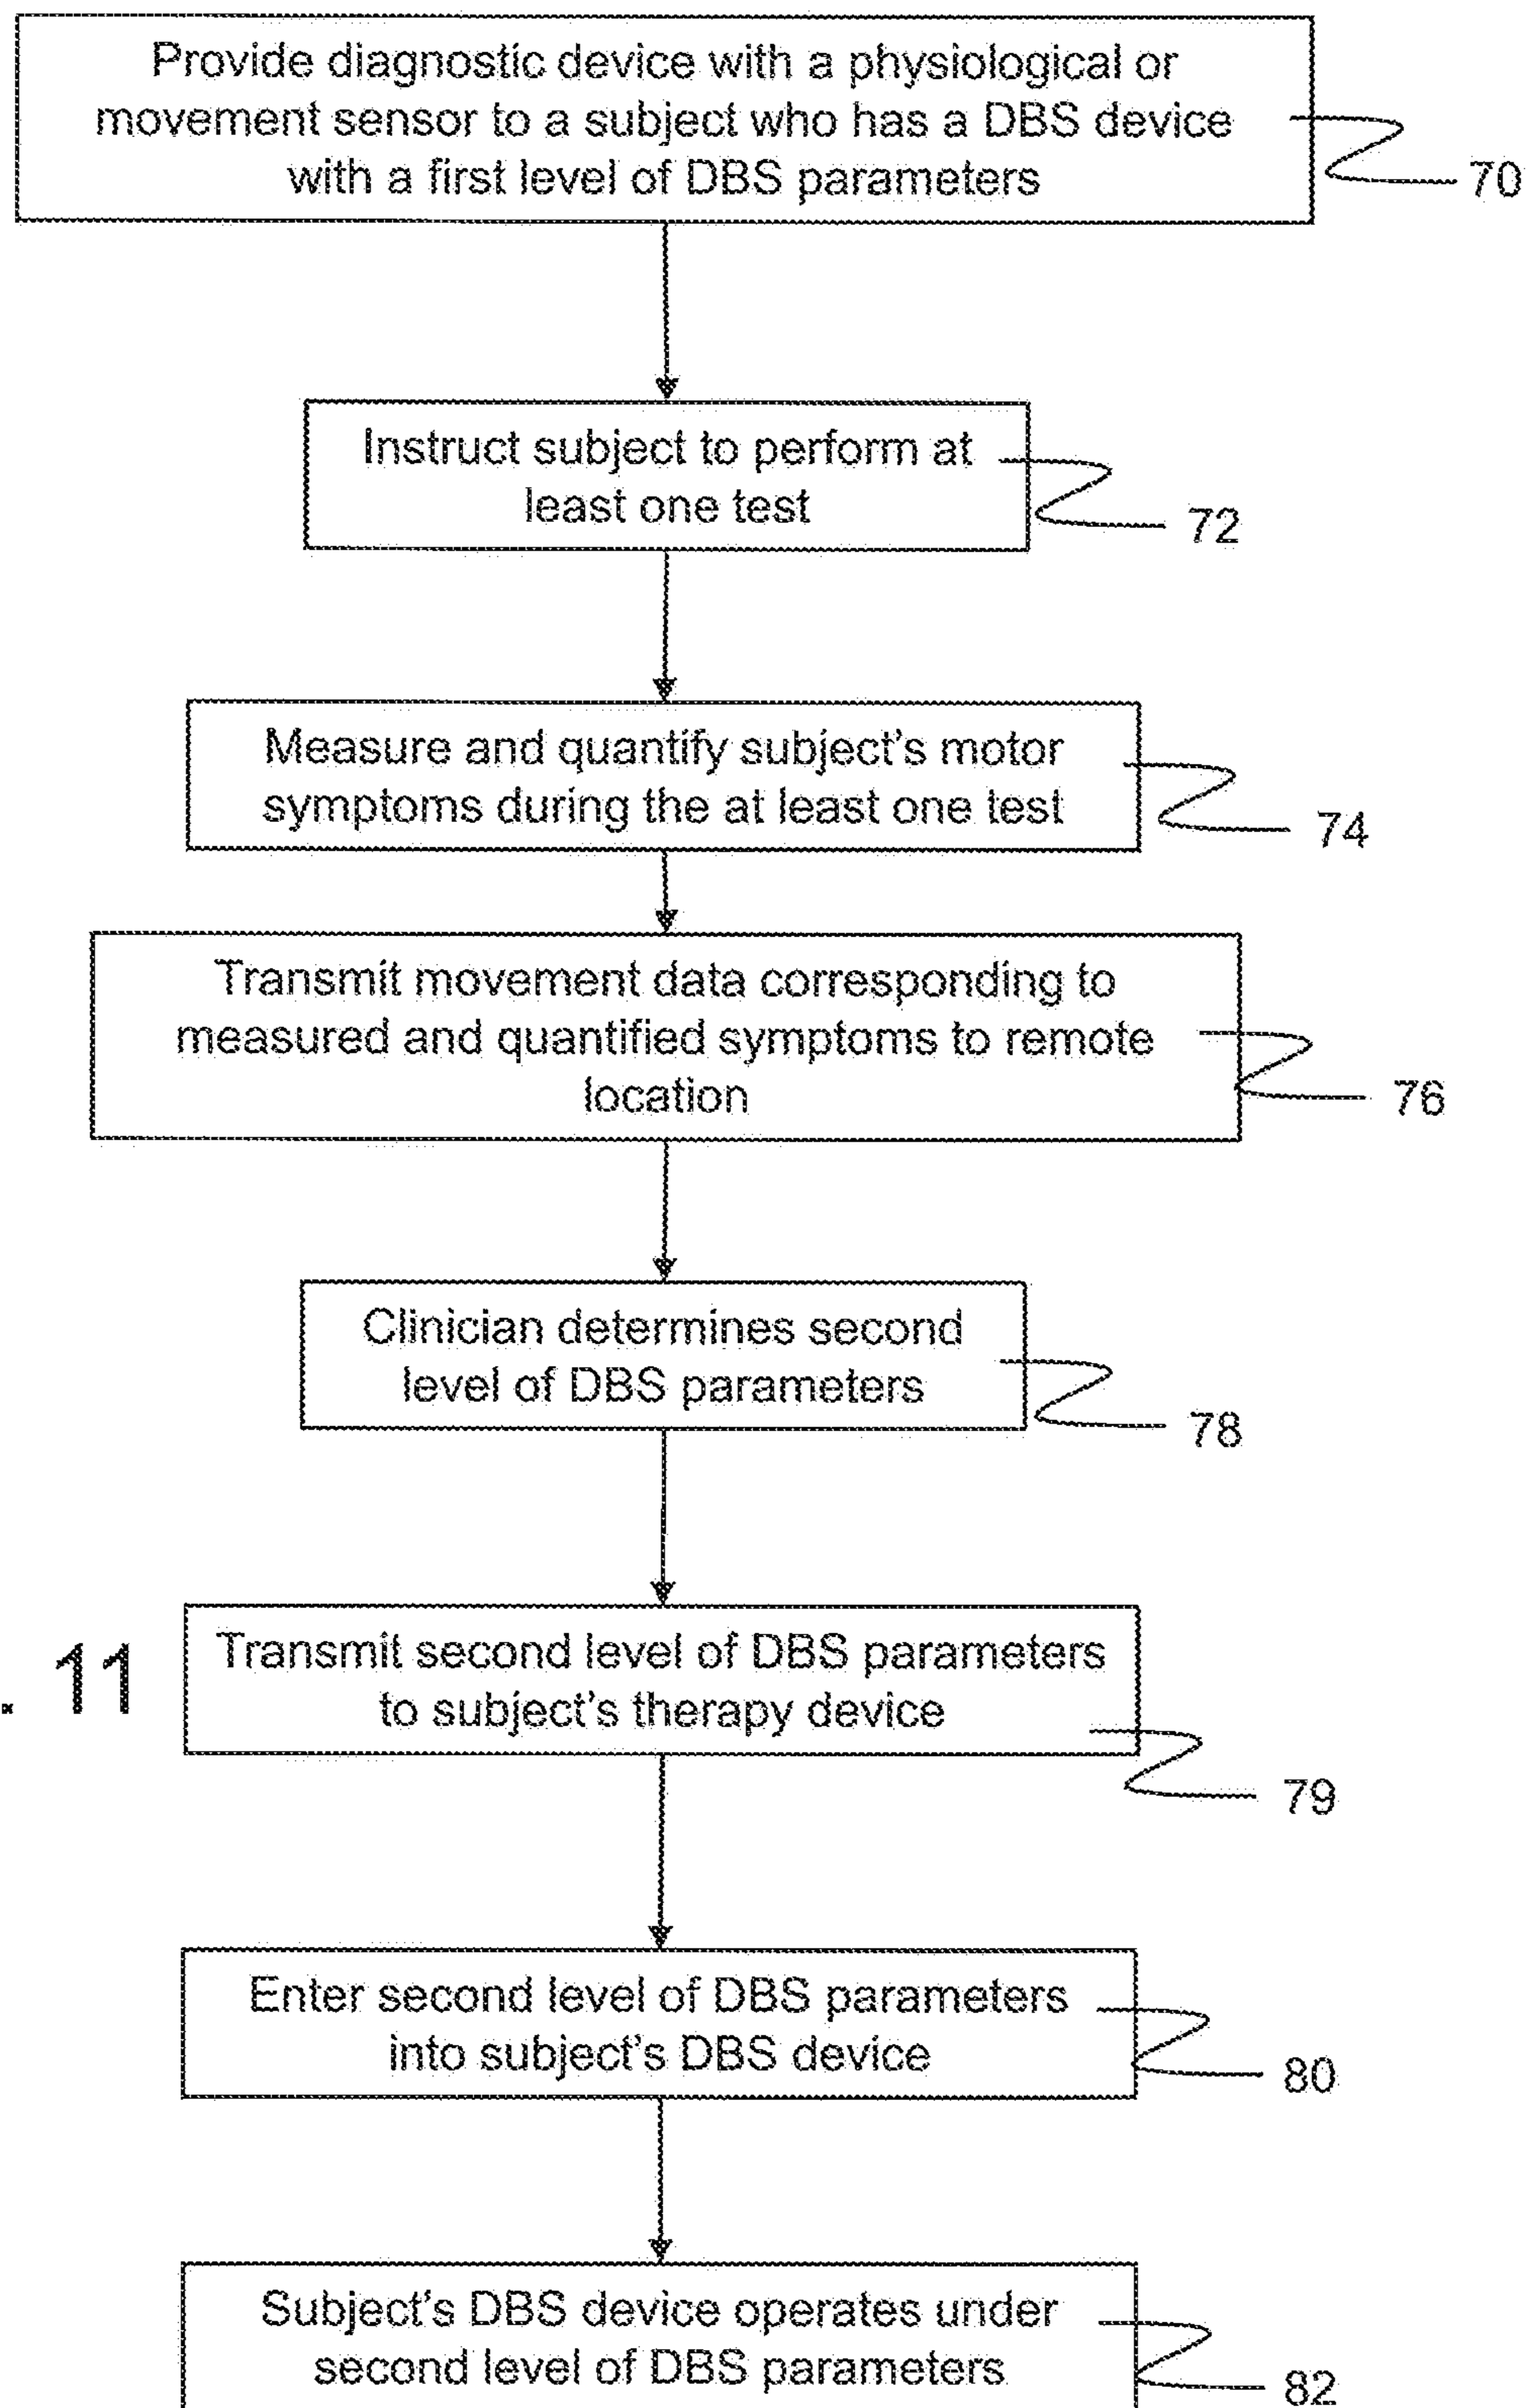 Provide diagnostic device with a physiological or
movement sensor to a subject who has a DBS device
with a first level of DBS parameters
70
Instruct subject to perform at
least one test
72
Measure and quantify subject's motor
symptoms during the at least one test
74
Transmit movement data corresponding to
measured and quantified symptoms to remote
location
76
Clinician determines second
level of DBS parameters
78
. 11
Transmit second level of DBS parameters
to subject's therapy device
79
Enter second level of DBS parameters
into subject's DBS device
80
Subject's DBS device operates under
second level of DBS parameters
82